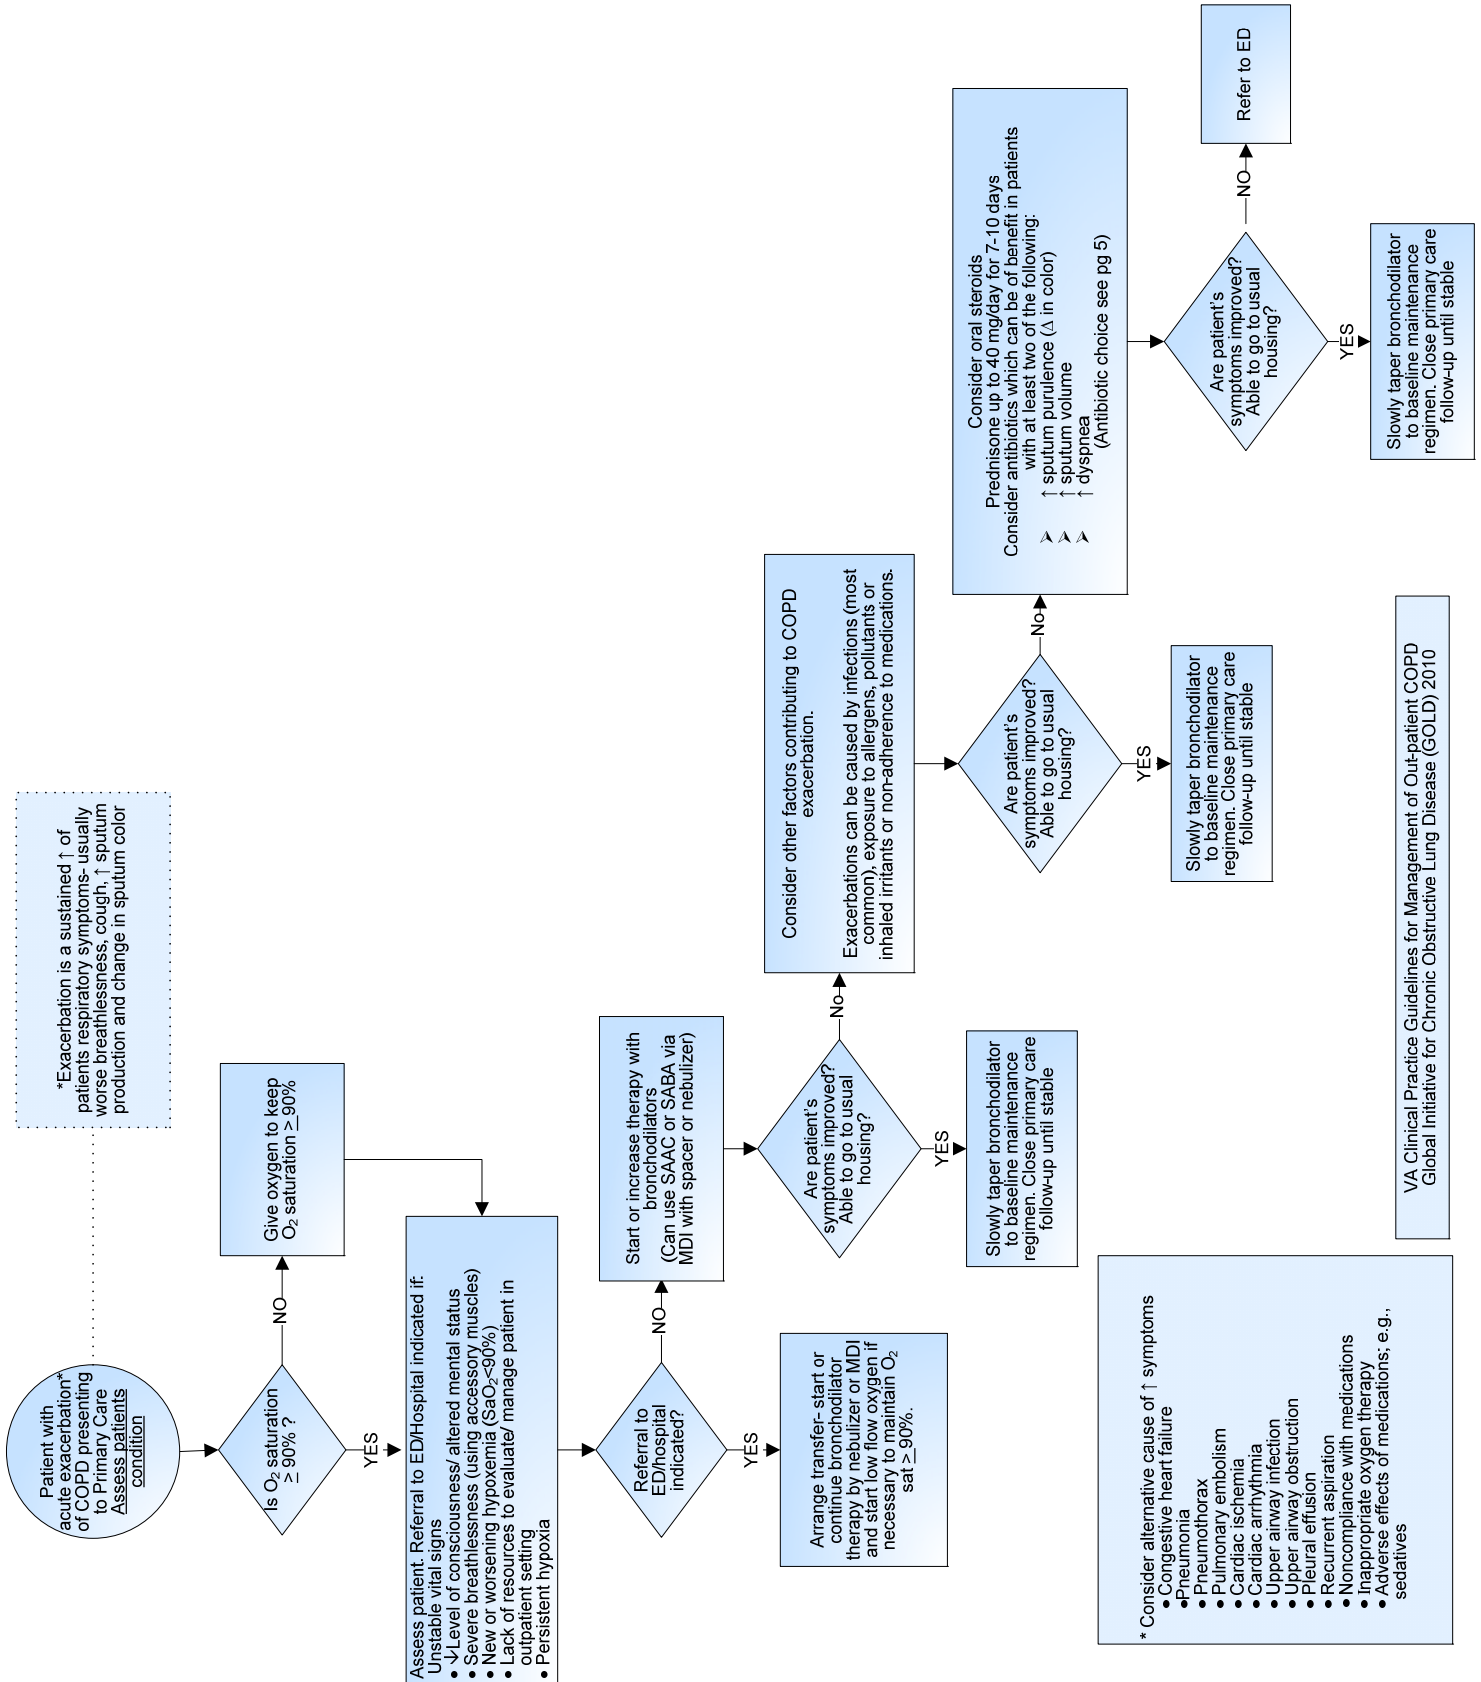 Patient with
acute exacerbation*
of COPD presenting
to Primary Care
Assess patients
condition
*Exacerbation is a sustained ↑ of
patients respiratory symptoms- usually
worse breathlessness, cough, ↑ sputum
production and change in sputum color
Is O₂ saturation
≥ 90% ?
NO
Give oxygen to keep
O₂ saturation ≥90%
YES
Assess patient. Referral to ED/Hospital indicated if:
Unstable vital signs
• ↓Level of consciousness/ altered mental status
• Severe breathlessness (using accessory muscles)
• New or worsening hypoxemia (SaO₂<90%)
• Lack of resources to evaluate/ manage patient in
outpatient setting
• Persistent hypoxia
Referral to
ED/hospital
indicated?
YES
Arrange transfer- start or
continue bronchodilator
therapy by nebulizer or MDI
and start low flow oxygen if
necessary to maintain O₂
sat ≥90%.
NO
Start or increase therapy with
bronchodilators
(Can use SAAC or SABA via
MDI with spacer or nebulizer)
Are patient's
symptoms improved?
Able to go to usual
housing?
YES
Slowly taper bronchodilator
to baseline maintenance
regimen. Close primary care
follow-up until stable
No
Consider other factors contributing to COPD
exacerbation.
Exacerbations can be caused by infections (most
common), exposure to allergens, pollutants or
inhaled irritants or non-adherence to medications.
Are patient's
symptoms improved?
Able to go to usual
housing?
YES
Slowly taper bronchodilator
to baseline maintenance
regimen. Close primary care
follow-up until stable
No
Consider oral steroids
Prednisone up to 40 mg/day for 7-10 days
Consider antibiotics which can be of benefit in patients
with at least two of the following:
➢ ↑ sputum purulence (Δ in color)
➢ ↑ sputum volume
➢ ↑ dyspnea
(Antibiotic choice see pg 5)
Are patient's
symptoms improved?
Able to go to usual
housing?
NO
Refer to ED
YES
Slowly taper bronchodilator
to baseline maintenance
regimen. Close primary care
follow-up until stable
* Consider alternative cause of ↑ symptoms
• Congestive heart failure
•Pneumonia
• Pneumothorax
• Pulmonary embolism
• Cardiac ischemia
• Cardiac arrhythmia
• Upper airway infection
• Upper airway obstruction
• Pleural effusion
• Recurrent aspiration
• Noncompliance with medications
• Inappropriate oxygen therapy
• Adverse effects of medications; e.g.,
sedatives
VA Clinical Practice Guidelines for Management of Out-patient COPD
Global Initiative for Chronic Obstructive Lung Disease (GOLD) 2010